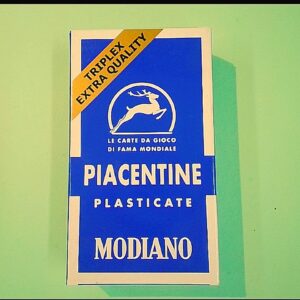 TRIPLEX
EXTRA QUALITY
LE CARTE DA GIOCO
DI FAMA MONDIALE
PIACENTINE
PLASTICATE
MODIANO